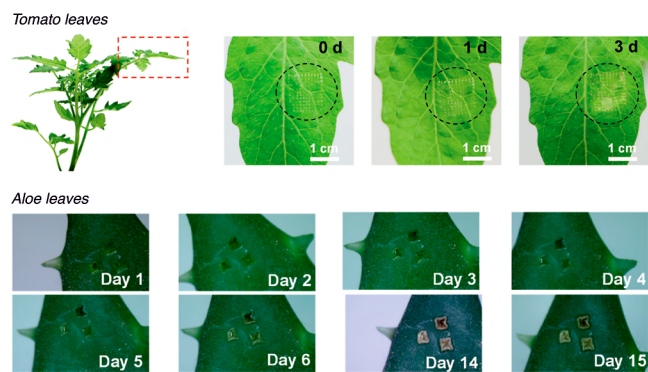 Tomato leaves
0 d
1 d
3 d
1 cm
1 cm
1 cm
Aloe leaves
Day 1
Day 2
Day 3
Day 4
Day 5
Day 6
Day 14
Day 15